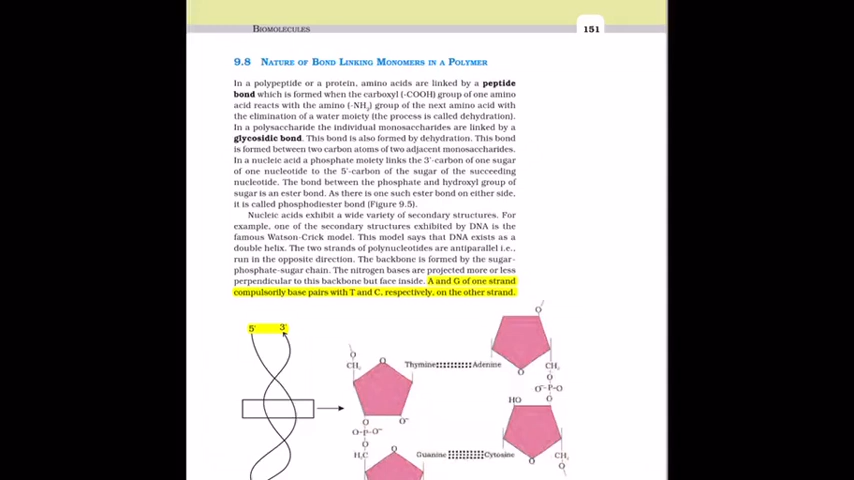 BIOMOLECULES
151
9.8 NATURE OF BOND LINKING MONOMERS IN A POLYMER
In a polypeptide or a protein, amino acids are linked by a peptide
bond which is formed when the carboxyl (-COOH) group of one amino
acid reacts with the amino (-NH₂) group of the next amino acid with
the elimination of a water moiety (the process is called dehydration).
In a polysaccharide the individual monosaccharides are linked by a
glycosidic bond. This bond is also formed by dehydration. This bond
is formed between two carbon atoms of two adjacent monosaccharides.
In a nucleic acid a phosphate moiety links the 3'-carbon of one sugar
of one nucleotide to the 5'-carbon of the sugar of the succeeding
nucleotide. The bond between the phosphate and hydroxyl group of
sugar is an ester bond. As there is one such ester bond on either side,
it is called phosphodiester bond (Figure 9.5).
Nucleic acids exhibit a wide variety of secondary structures. For
example, one of the secondary structures exhibited by DNA is the
famous Watson-Crick model. This model says that DNA exists as a
double helix. The two strands of polynucleotides are antiparallel i.e.,
run in the opposite direction. The backbone is formed by the sugar-
phosphate-sugar chain. The nitrogen bases are projected more or less
perpendicular to this backbone but face inside. A and G of one strand
compulsorily base pairs with T and C, respectively, on the other strand.
5' 3'
O
O
CH₂
O
Thymine Adenine
O
CH₂
O
O⁻-P-O
O
HO
O
O⁻
O-P-O⁻
O
H₂C
O
Guanine Cytosine
O
CH₂
O